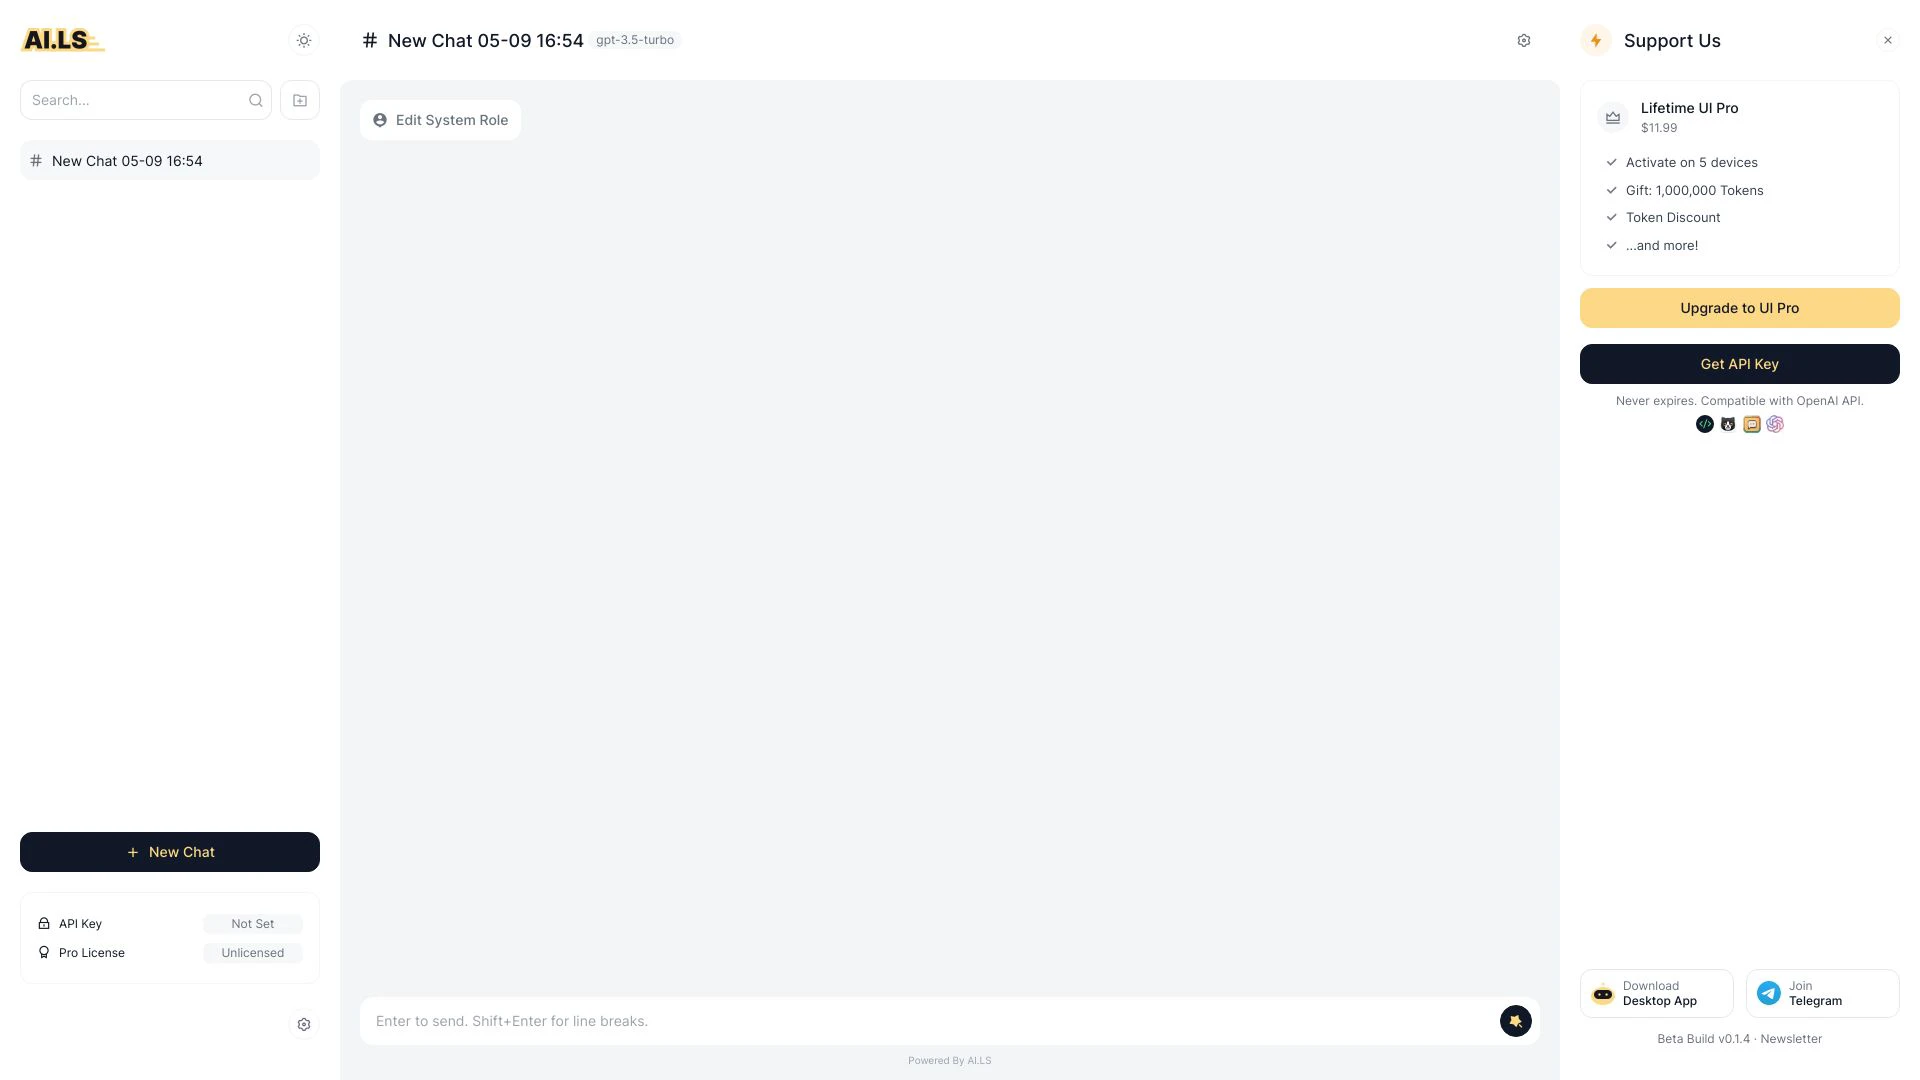 AI.LS
Search...
# New Chat 05-09 16:54
+ New Chat
API Key Not Set
Pro License Unlicensed
# New Chat 05-09 16:54 gpt-3.5-turbo
Edit System Role
Enter to send. Shift+Enter for line breaks.
Powered By AI.LS
Support Us
Lifetime UI Pro
$11.99
Activate on 5 devices
Gift: 1,000,000 Tokens
Token Discount
...and more!
Upgrade to UI Pro
Get API Key
Never expires. Compatible with OpenAI API.
Download
Desktop App
Join
Telegram
Beta Build v0.1.4 · Newsletter